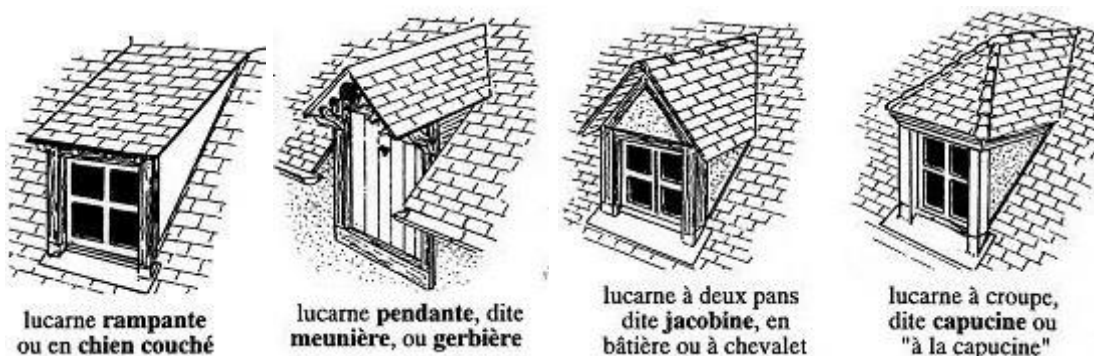 lucarne rampante
ou en chien couché
lucarne pendante, dite
meunière, ou gerbière
lucarne à deux pans
dite jacobine, en
bâtière ou à chevalet
lucarne à croupe,
dite capucine ou
"à la capucine"